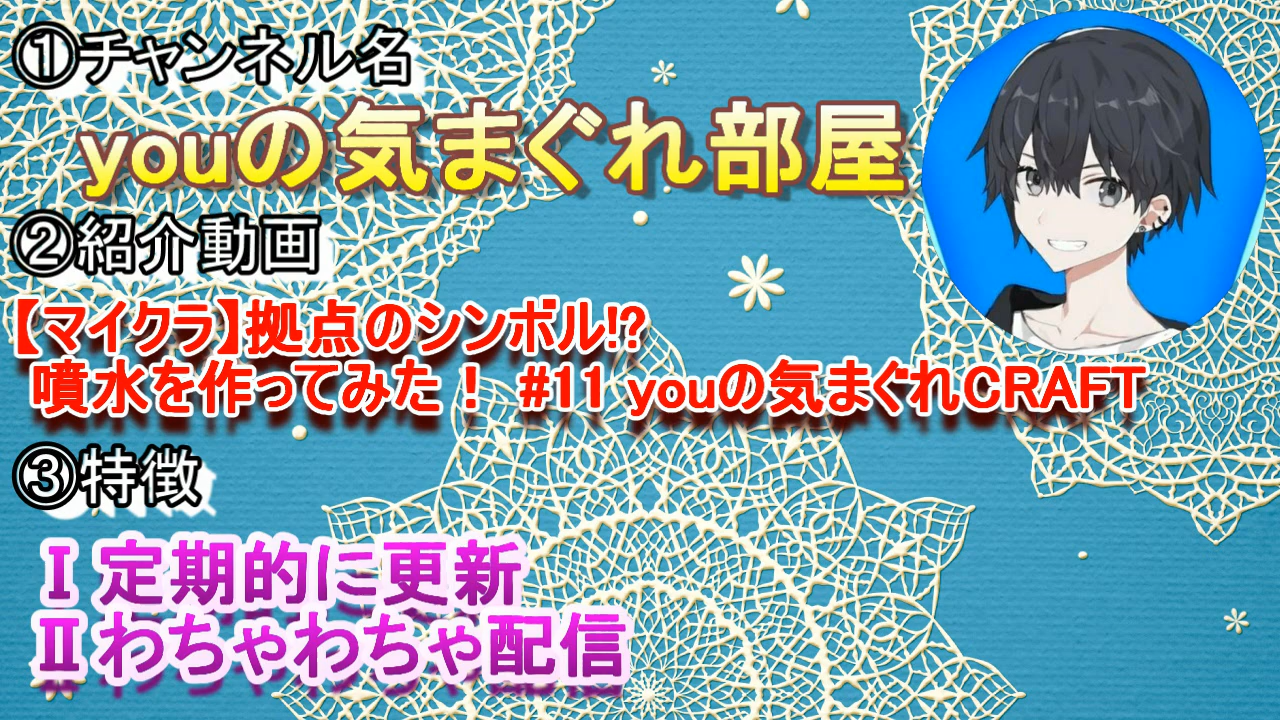 ①チャンネル名
youの気まぐれ部屋
②紹介動画
【マイクラ】拠点のシンボル!?
噴水を作ってみた！ #11 youの気まぐれCRAFT
③特徴
Ⅰ定期的に更新
Ⅱわちゃわちゃ配信